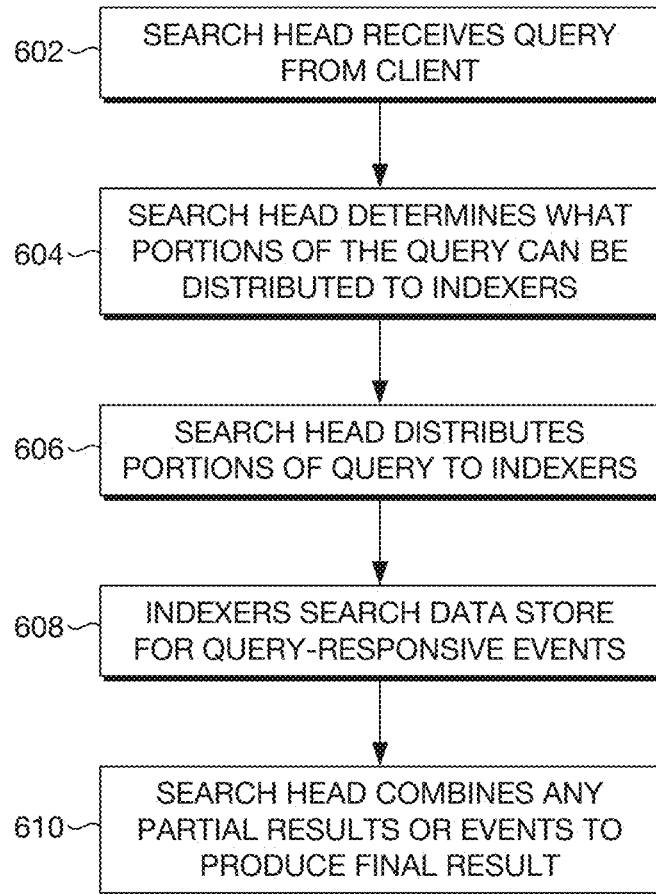 602
SEARCH HEAD RECEIVES QUERY
FROM CLIENT
604
SEARCH HEAD DETERMINES WHAT
PORTIONS OF THE QUERY CAN BE
DISTRIBUTED TO INDEXERS
606
SEARCH HEAD DISTRIBUTES
PORTIONS OF QUERY TO INDEXERS
608
INDEXERS SEARCH DATA STORE
FOR QUERY-RESPONSIVE EVENTS
610
SEARCH HEAD COMBINES ANY
PARTIAL RESULTS OR EVENTS TO
PRODUCE FINAL RESULT